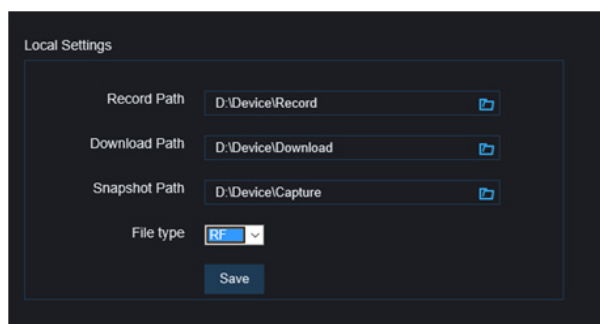 Local Settings
Record Path D:\Device\Record
Download Path D:\Device\Download
Snapshot Path D:\Device\Capture
File type RF
Save